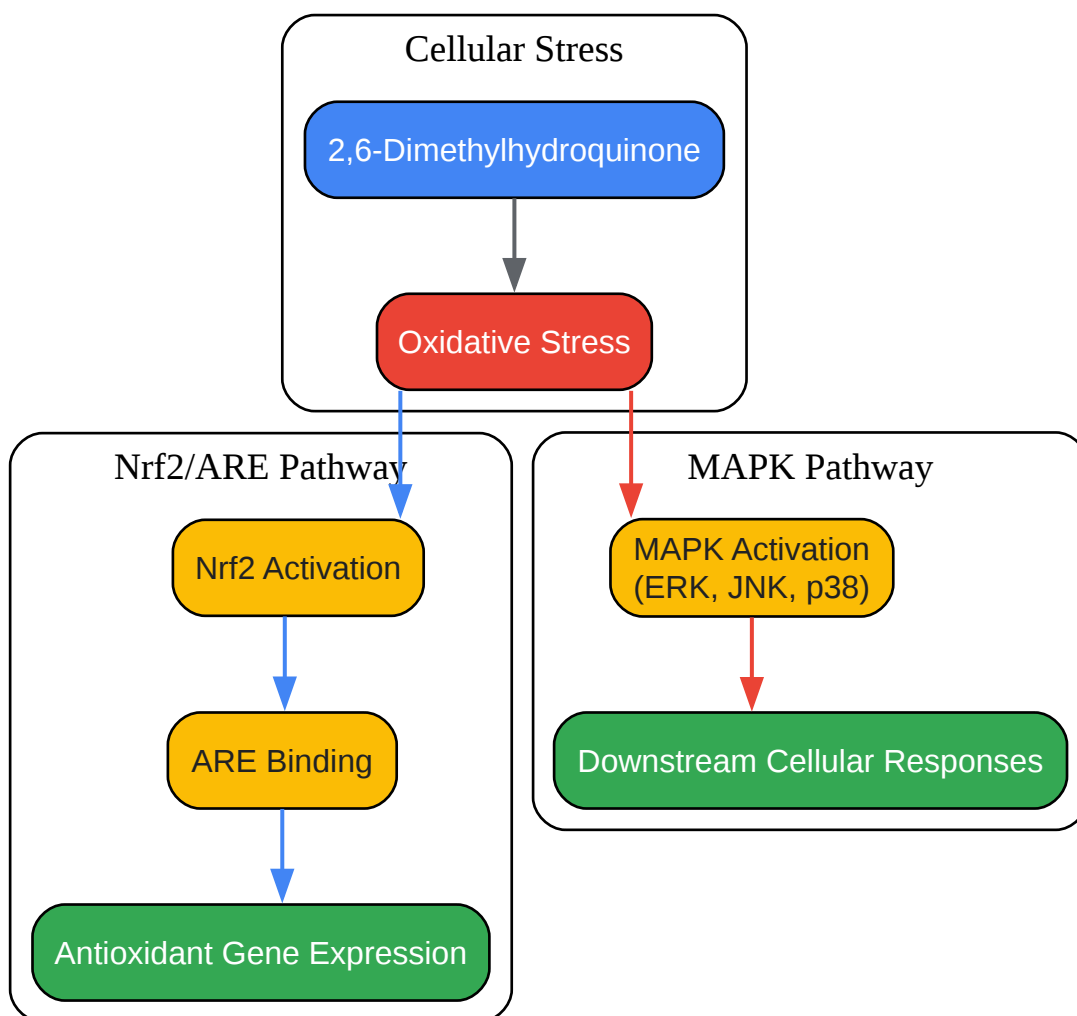 Cellular Stress
2,6-Dimethylhydroquinone
Oxidative Stress
Nrf2/ARE Pathway
Nrf2 Activation
ARE Binding
Antioxidant Gene Expression
MAPK Pathway
MAPK Activation
(ERK, JNK, p38)
Downstream Cellular Responses